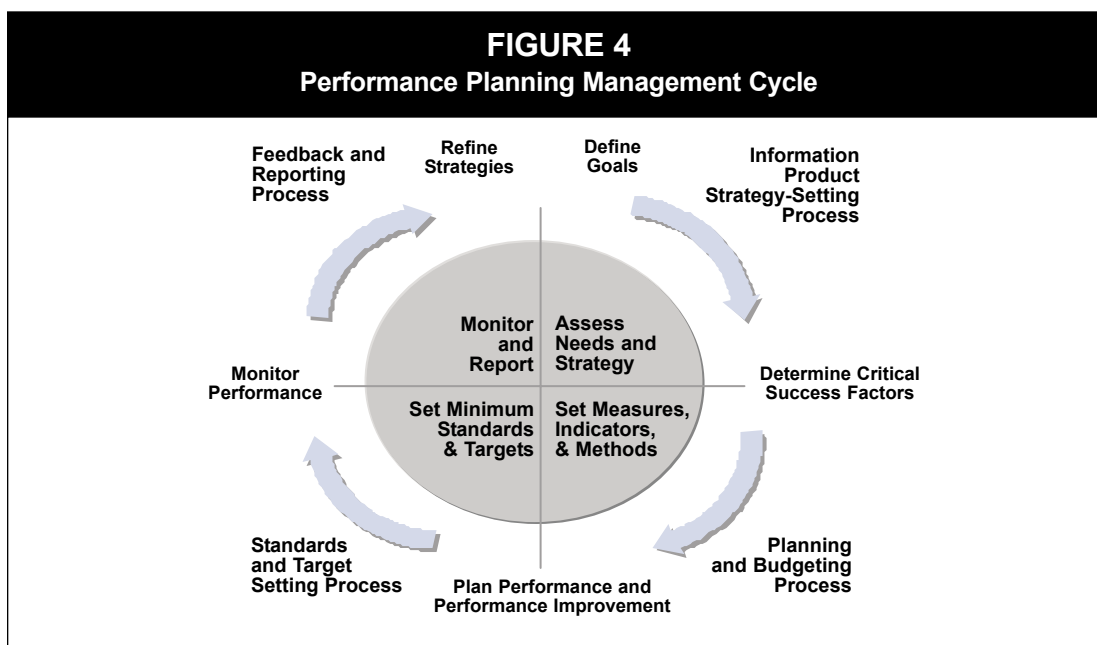 FIGURE 4
Performance Planning Management Cycle
Feedback and
Reporting
Process
Refine
Strategies
Define
Goals
Information
Product
Strategy-Setting
Process
Monitor
and
Report
Assess
Needs and
Strategy
Monitor
Performance
Determine Critical
Success Factors
Set Minimum
Standards
& Targets
Set Measures,
Indicators,
& Methods
Standards
and Target
Setting Process
Plan Performance and
Performance Improvement
Planning
and Budgeting
Process